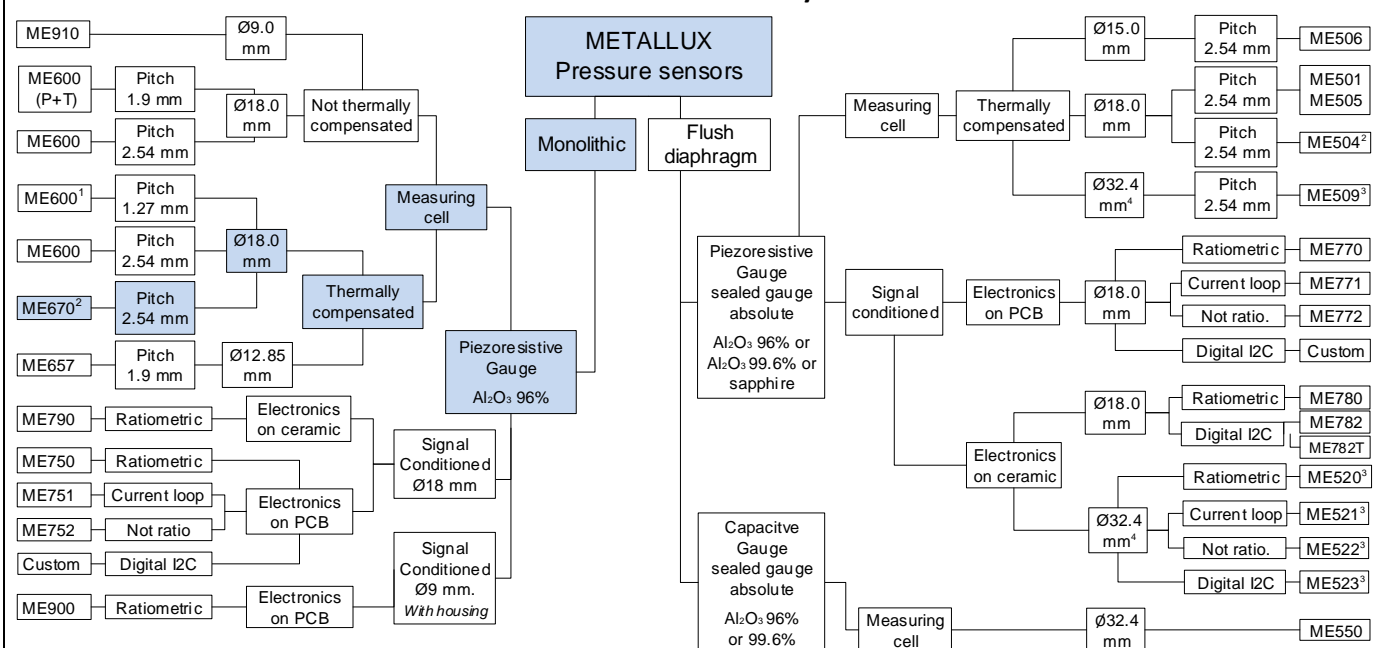 METALLUX
Pressure sensors
Monolithic
Flush
diaphragm
ME910
Ø9.0
mm
ME600
(P+T)
Pitch
1.9 mm
Ø18.0
mm
Not thermally
compensated
ME600
Pitch
2.54 mm
ME600¹
Pitch
1.27 mm
Measuring
cell
ME600
Pitch
2.54 mm
Ø18.0
mm
ME670²
Pitch
2.54 mm
Thermally
compensated
ME657
Pitch
1.9 mm
Ø12.85
mm
Piezoresistive
Gauge
Al₂O₃ 96%
ME790
Ratiometric
Electronics
on ceramic
ME750
Ratiometric
Signal
Conditioned
Ø18 mm
ME751
Current loop
Electronics
on PCB
ME752
Not ratio
Custom
Digital I2C
Signal
Conditioned
Ø9 mm.
With housing
ME900
Ratiometric
Electronics
on PCB
Measuring
cell
Thermally
compensated
Ø15.0
mm
Pitch
2.54 mm
ME506
Ø18.0
mm
Pitch
2.54 mm
ME501
ME505
Pitch
2.54 mm
ME504²
Ø32.4
mm⁴
Pitch
2.54 mm
ME509³
Piezoresistive
Gauge
sealed gauge
absolute
Al₂O₃ 96% or
Al₂O₃ 99.6% or
sapphire
Signal
conditioned
Electronics
on PCB
Ø18.0
mm
Ratiometric
ME770
Current loop
ME771
Not ratio.
ME772
Digital I2C
Custom
Electronics
on ceramic
Ø18.0
mm
Ratiometric
ME780
Digital I2C
ME782
ME782T
Ø32.4
mm⁴
Ratiometric
ME520³
Current loop
ME521³
Not ratio.
ME522³
Digital I2C
ME523³
Capacitve
Gauge
sealed gauge
absolute
Al₂O₃ 96%
or 99.6%
Measuring
cell
Ø32.4
mm
ME550